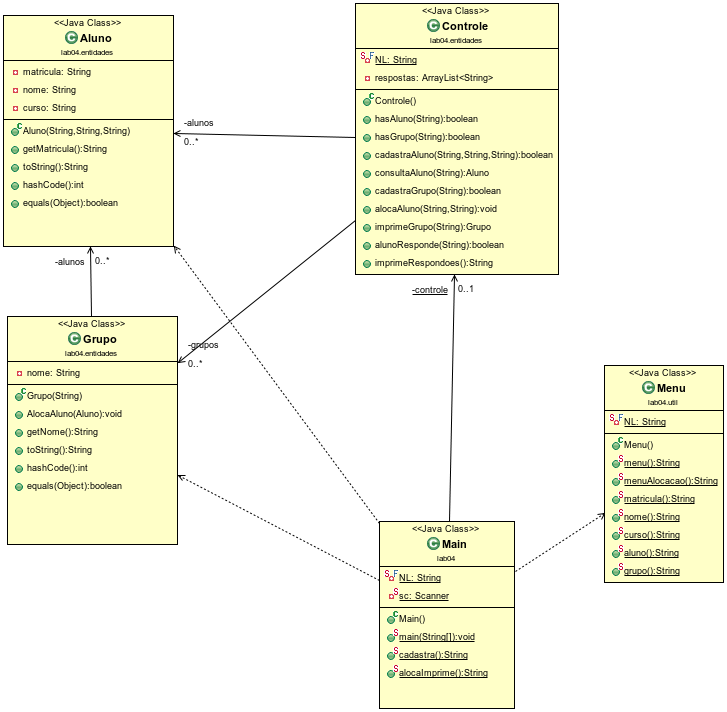 <<Java Class>>
Aluno
lab04.entidades
matricula: String
nome: String
curso: String
Aluno(String,String,String)
getMatricula():String
toString():String
hashCode():int
equals(Object):boolean
<<Java Class>>
Controle
lab04.entidades
NL: String
respostas: ArrayList<String>
Controle()
hasAluno(String):boolean
hasGrupo(String):boolean
cadastraAluno(String,String,String):boolean
consultaAluno(String):Aluno
cadastraGrupo(String):boolean
alocaAluno(String,String):void
imprimeGrupo(String):Grupo
alunoResponde(String):boolean
imprimeRespondoes():String
-alunos
0..*
-alunos
0..*
-grupos
0..*
-controle
0..1
<<Java Class>>
Grupo
lab04.entidades
nome: String
Grupo(String)
AlocaAluno(Aluno):void
getNome():String
toString():String
hashCode():int
equals(Object):boolean
<<Java Class>>
Menu
lab04.util
NL: String
Menu()
menu():String
menuAlocacao():String
matricula():String
nome():String
curso():String
aluno():String
grupo():String
<<Java Class>>
Main
lab04
NL: String
sc: Scanner
Main()
main(String[]):void
cadastra():String
alocaImprime():String